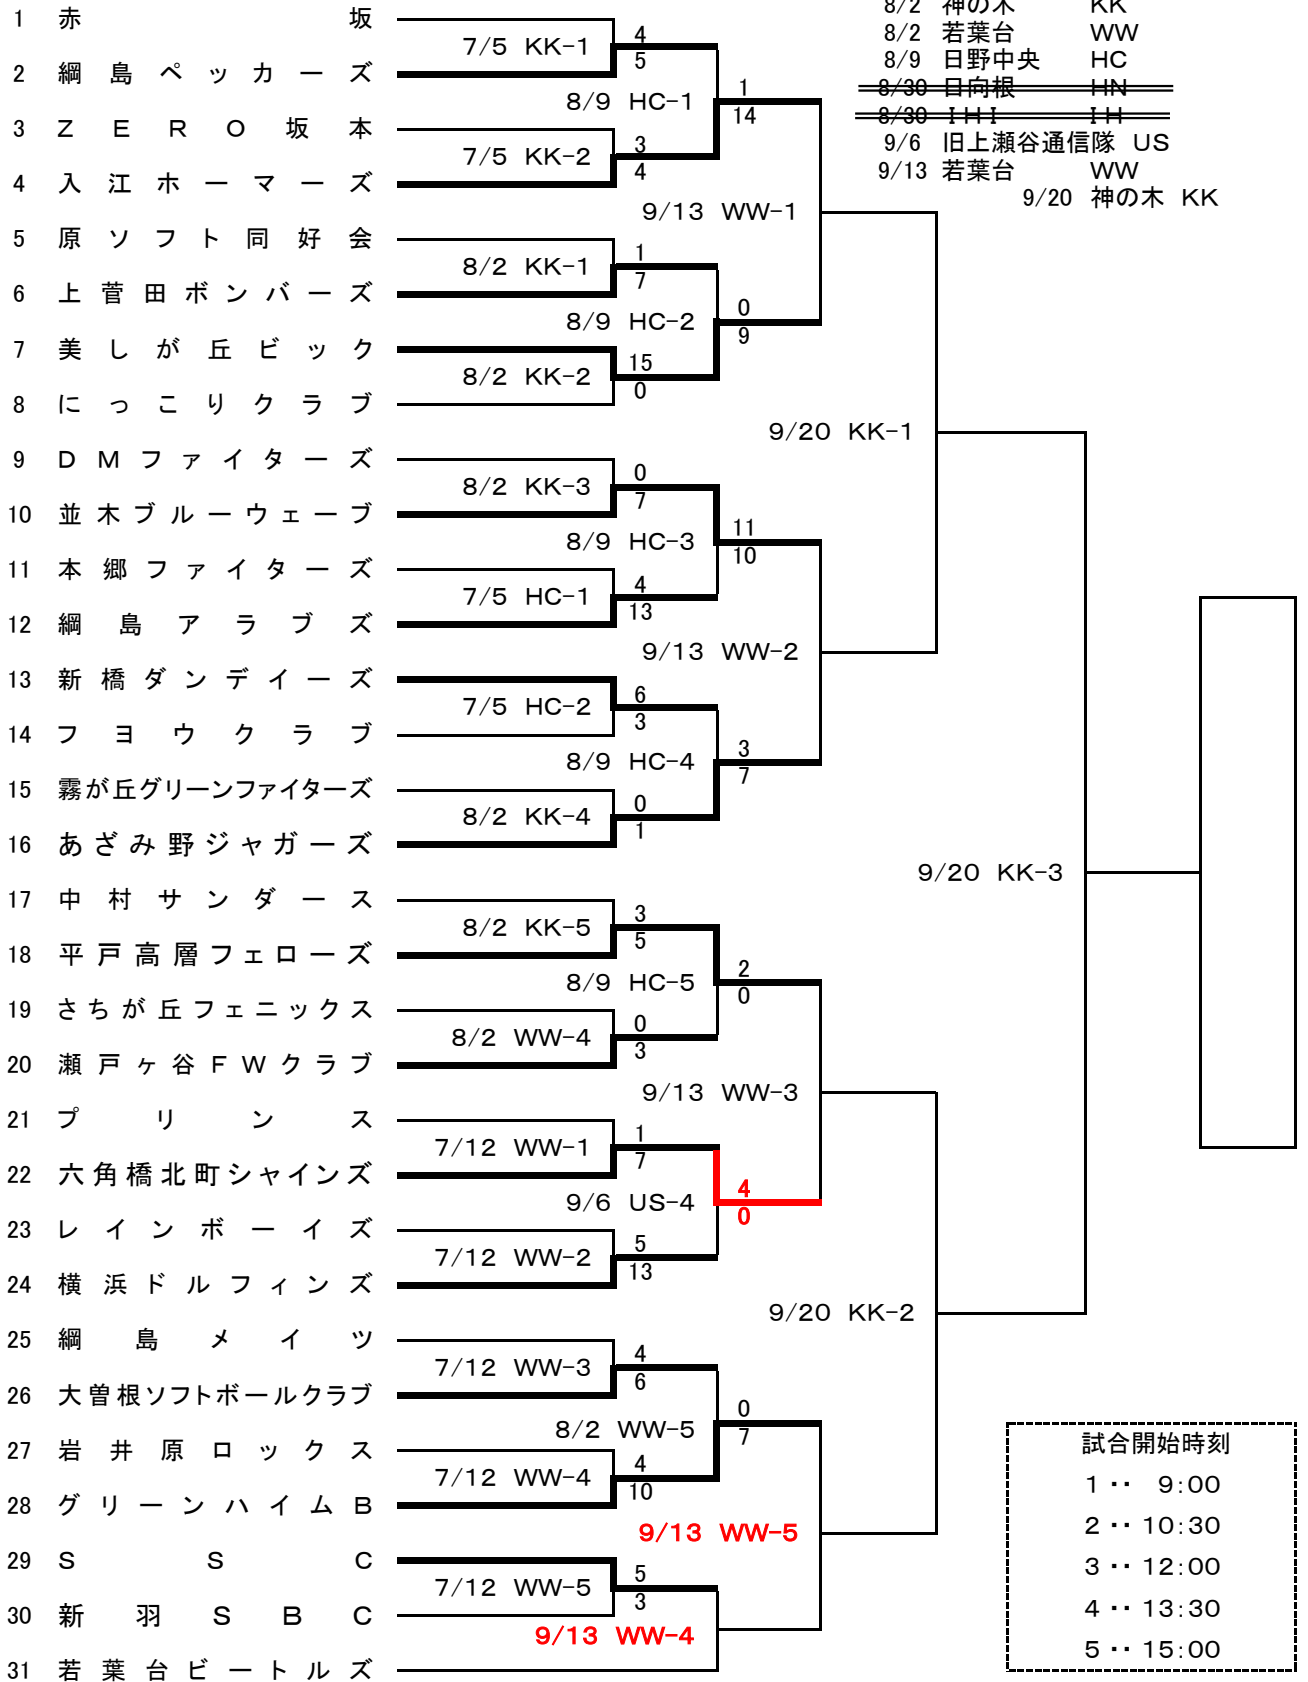 8/2 神の木 KK
8/2 若葉台 WW
8/9 日野中央 HC
8/30 日向根 HN
8/30 IHI IH
9/6 旧上瀬谷通信隊 US
9/13 若葉台 WW
9/20 神の木 KK
1 赤坂
7/5 KK-1
4
5
2 綱島ペッカーズ
8/9 HC-1
1
14
3 ZERO坂本
7/5 KK-2
3
4
4 入江ホーマーズ
9/13 WW-1
5 原ソフト同好会
8/2 KK-1
1
7
6 上菅田ボンバーズ
8/9 HC-2
0
9
7 美しが丘ビック
8/2 KK-2
15
0
8 にっこりクラブ
9/20 KK-1
9 DMファイターズ
8/2 KK-3
0
7
10 並木ブルーウェーブ
8/9 HC-3
11
10
11 本郷ファイターズ
7/5 HC-1
4
13
12 綱島アラブズ
9/13 WW-2
13 新橋ダンデイーズ
7/5 HC-2
6
3
14 フヨウクラブ
8/9 HC-4
3
7
15 霧が丘グリーンファイターズ
8/2 KK-4
0
1
16 あざみ野ジャガーズ
9/20 KK-3
17 中村サンダース
8/2 KK-5
3
5
18 平戸高層フェローズ
8/9 HC-5
2
0
19 さちが丘フェニックス
8/2 WW-4
0
3
20 瀬戸ヶ谷FWクラブ
9/13 WW-3
21 プリンス
7/12 WW-1
1
7
22 六角橋北町シャインズ
9/6 US-4
4
0
23 レインボーイズ
7/12 WW-2
5
13
24 横浜ドルフィンズ
9/20 KK-2
25 綱島メイツ
7/12 WW-3
4
6
26 大曽根ソフトボールクラブ
8/2 WW-5
0
7
27 岩井原ロックス
7/12 WW-4
4
10
28 グリーンハイムB
9/13 WW-5
29 SSC
7/12 WW-5
5
3
30 新羽SBC
9/13 WW-4
31 若葉台ビートルズ
試合開始時刻
1‥ 9:00
2‥10:30
3‥12:00
4‥13:30
5‥15:00